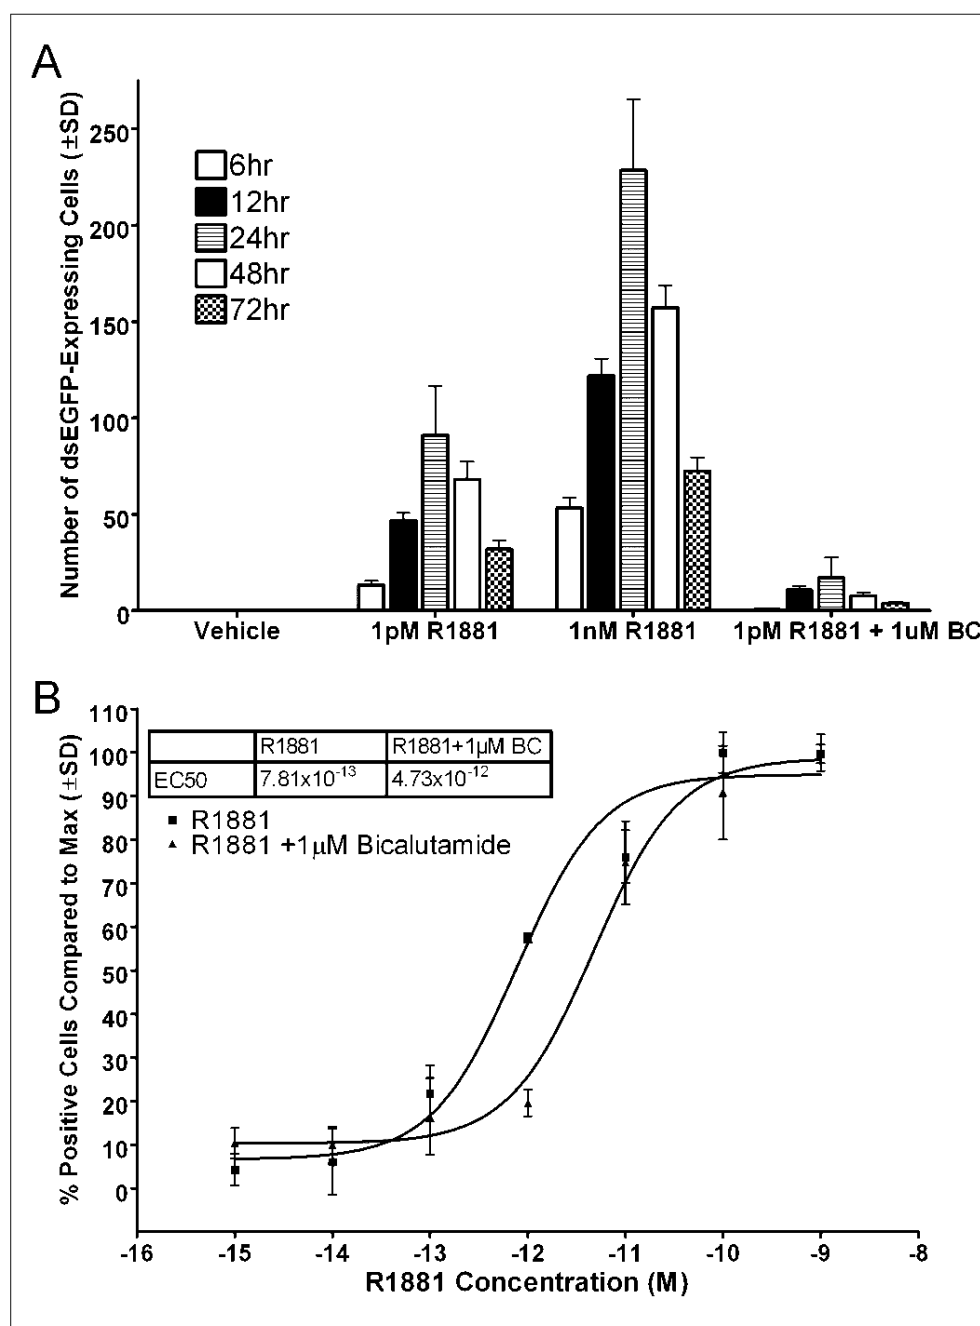 A
Number of dsEGFP-Expressing Cells (±SD)
250
200
150
100
50
0
6hr
12hr
24hr
48hr
72hr
Vehicle
1pM R1881
1nM R1881
1pM R1881 + 1uM BC
B
% Positive Cells Compared to Max (±SD)
110
100
90
80
70
60
50
40
30
20
10
0
R1881 R1881+1µM BC
EC50 7.81x10⁻¹³ 4.73x10⁻¹²
R1881
R1881 +1µM Bicalutamide
-16 -15 -14 -13 -12 -11 -10 -9 -8
R1881 Concentration (M)